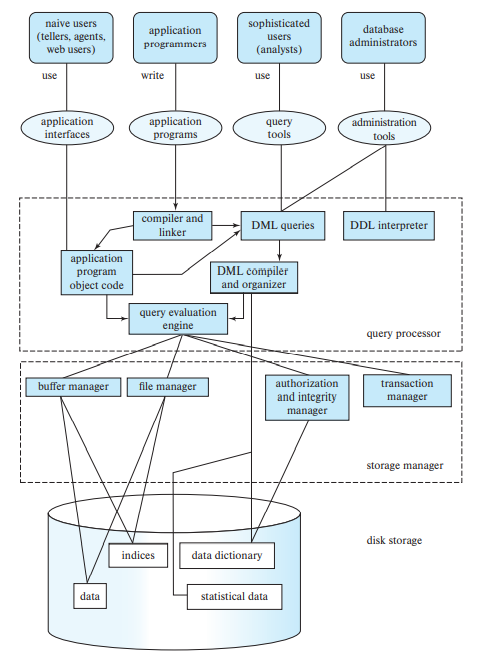 naive users
(tellers, agents,
web users)
application
programmers
sophisticated
users
(analysts)
database
administrators
use
write
use
use
application
interfaces
application
programs
query
tools
administration
tools
compiler and
linker
DML queries
DDL interpreter
application
program
object code
DML compiler
and organizer
query evaluation
engine
query processor
buffer manager
file manager
authorization
and integrity
manager
transaction
manager
storage manager
disk storage
indices
data dictionary
data
statistical data